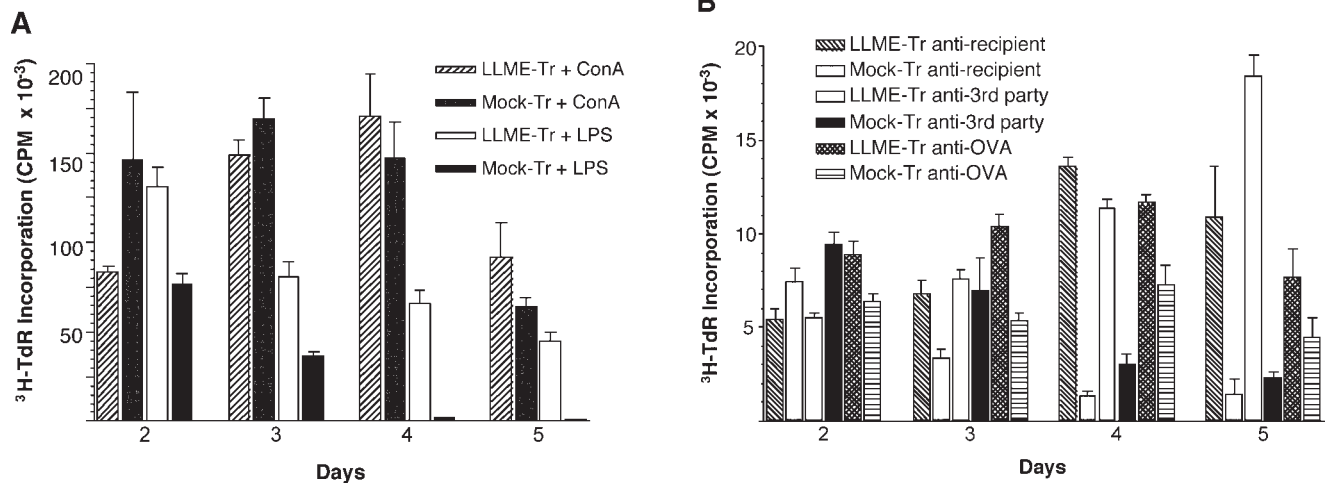 A
³H-TdR Incorporation (CPM x 10⁻³)
200
150
100
50
LLME-Tr + ConA
Mock-Tr + ConA
LLME-Tr + LPS
Mock-Tr + LPS
2 3 4 5
Days
B
³H-TdR Incorporation (CPM x 10⁻³)
20
15
10
5
LLME-Tr anti-recipient
Mock-Tr anti-recipient
LLME-Tr anti-3rd party
Mock-Tr anti-3rd party
LLME-Tr anti-OVA
Mock-Tr anti-OVA
2 3 4 5
Days